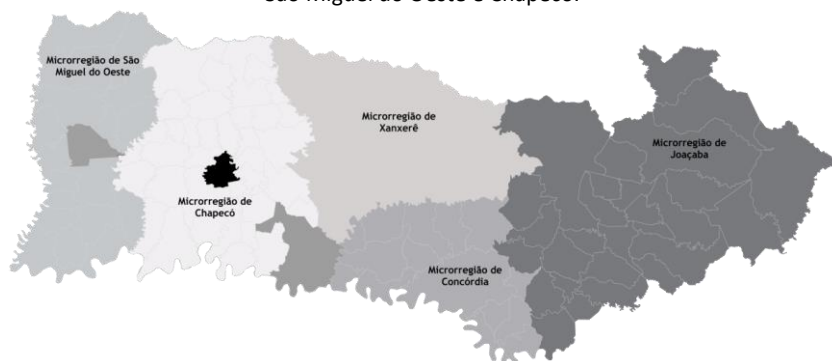 São Miguel do Oeste e Chapecó.
Microrregião de São
Miguel do Oeste
Microrregião de
Xanxerê
Microrregião de
Joaçaba
Microrregião de
Chapecó
Microrregião de
Concórdia